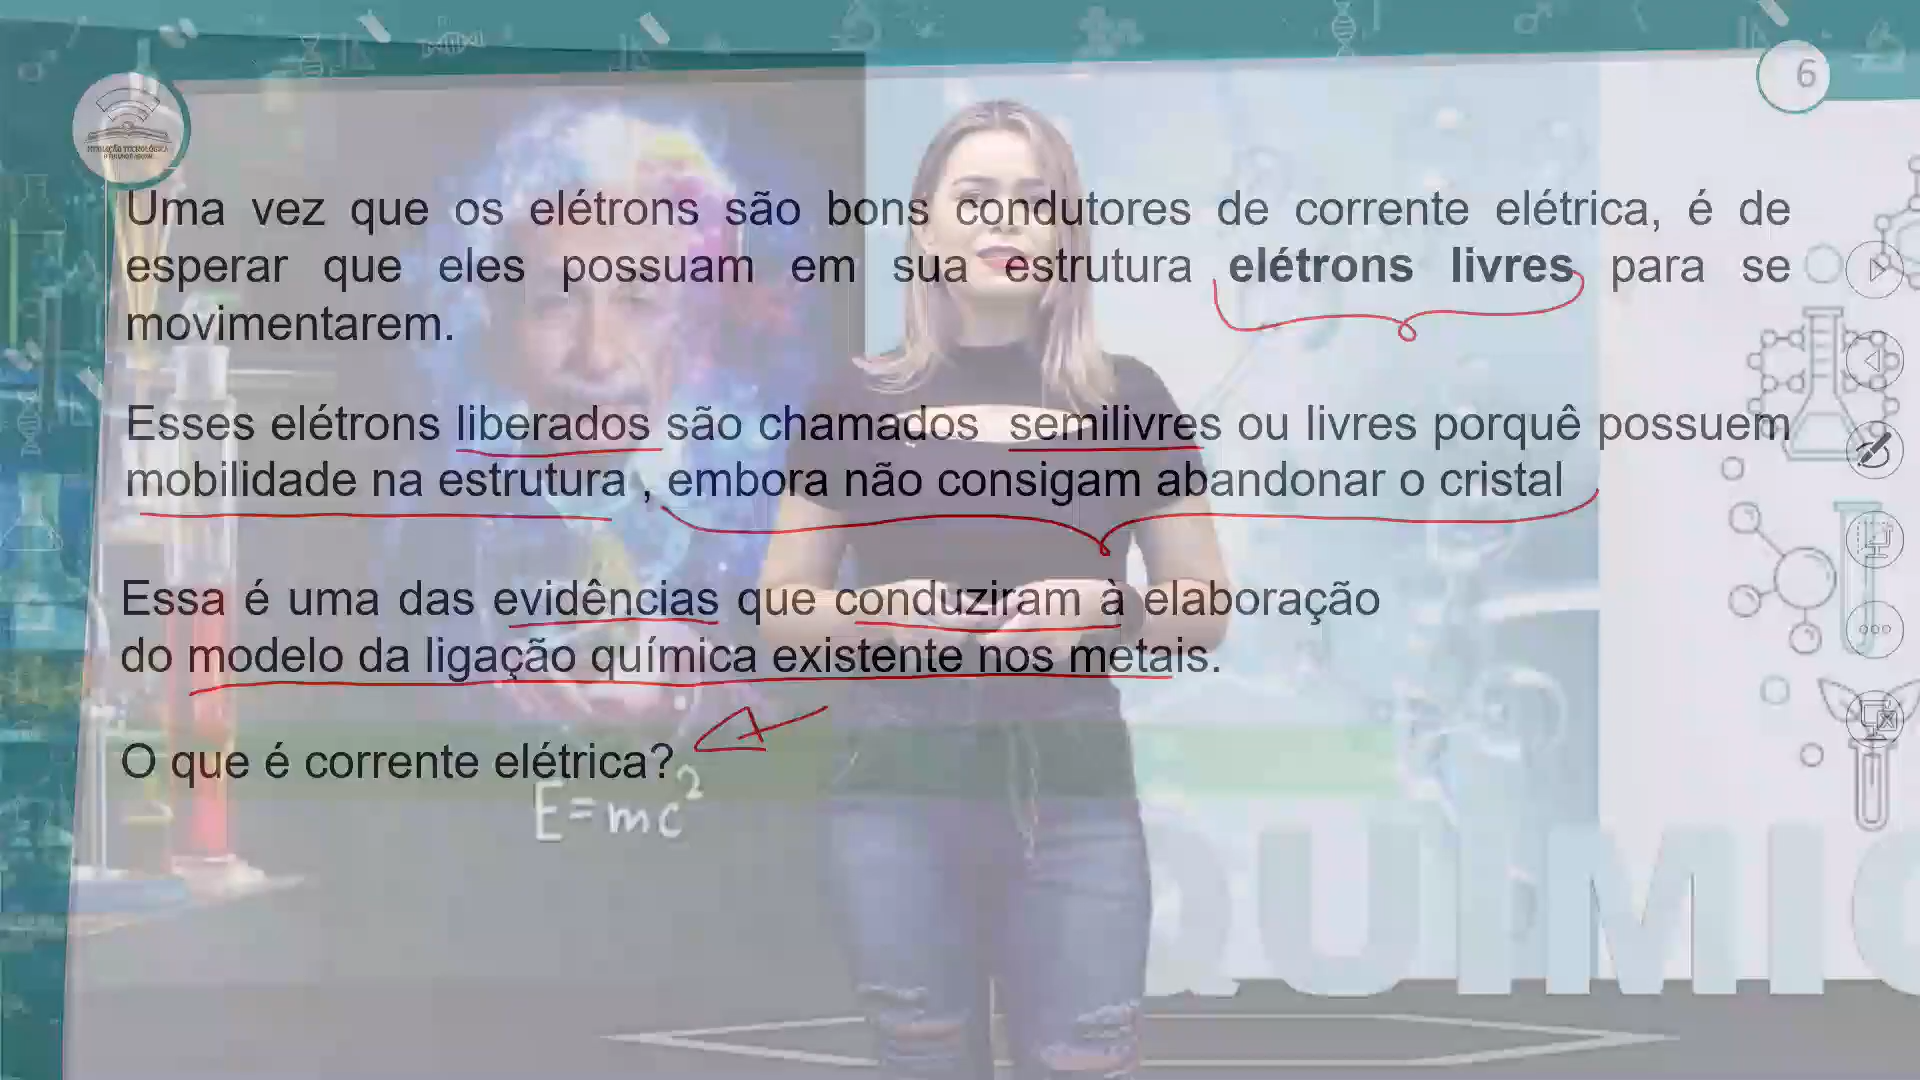 6
Uma vez que os elétrons são bons condutores de corrente elétrica, é de
esperar que eles possuam em sua estrutura elétrons livres para se
movimentarem.
Esses elétrons liberados são chamados semilivres ou livres porquê possuem
mobilidade na estrutura , embora não consigam abandonar o cristal
Essa é uma das evidências que conduziram à elaboração
do modelo da ligação química existente nos metais.
O que é corrente elétrica?
E=mc²
QUÍMIC